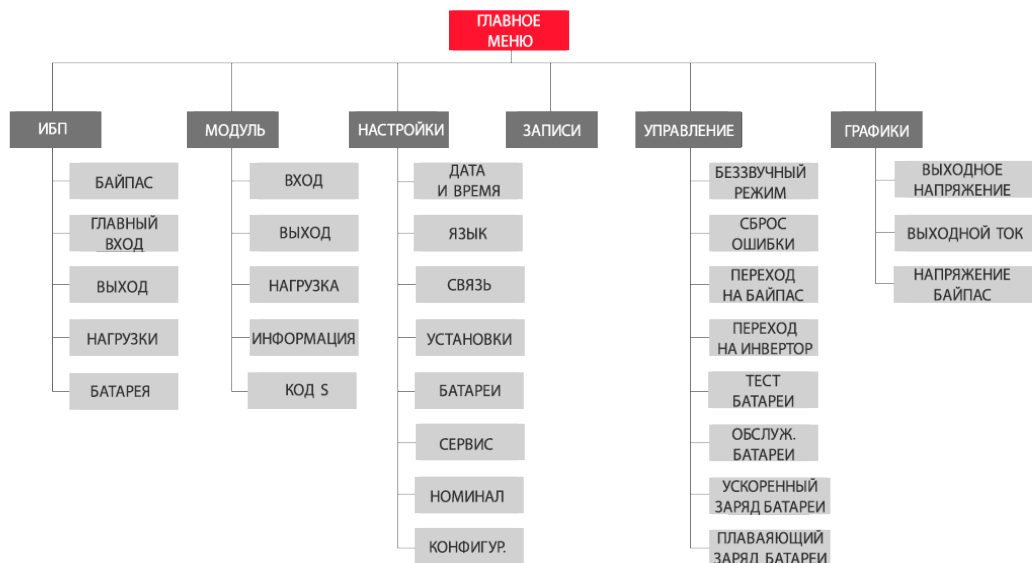 ГЛАВНОЕ
МЕНЮ
ИБП
БАЙПАС
ГЛАВНЫЙ
ВХОД
ВЫХОД
НАГРУЗКИ
БАТАРЕЯ
МОДУЛЬ
ВХОД
ВЫХОД
НАГРУЗКА
ИНФОРМАЦИЯ
КОД S
НАСТРОЙКИ
ДАТА
И ВРЕМЯ
ЯЗЫК
СВЯЗЬ
УСТАНОВКИ
БАТАРЕИ
СЕРВИС
НОМИНАЛ
КОНФИГУР.
ЗАПИСИ
УПРАВЛЕНИЕ
БЕЗЗВУЧНЫЙ
РЕЖИМ
СБРОС
ОШИБКИ
ПЕРЕХОД
НА БАЙПАС
ПЕРЕХОД
НА ИНВЕРТОР
ТЕСТ
БАТАРЕИ
ОБСЛУЖ.
БАТАРЕИ
УСКОРЕННЫЙ
ЗАРЯД БАТАРЕИ
ПЛАВАЯЮЩИЙ
ЗАРЯД БАТАРЕИ
ГРАФИКИ
ВЫХОДНОЕ
НАПРЯЖЕНИЕ
ВЫХОДНОЙ ТОК
НАПРЯЖЕНИЕ
БАЙПАС